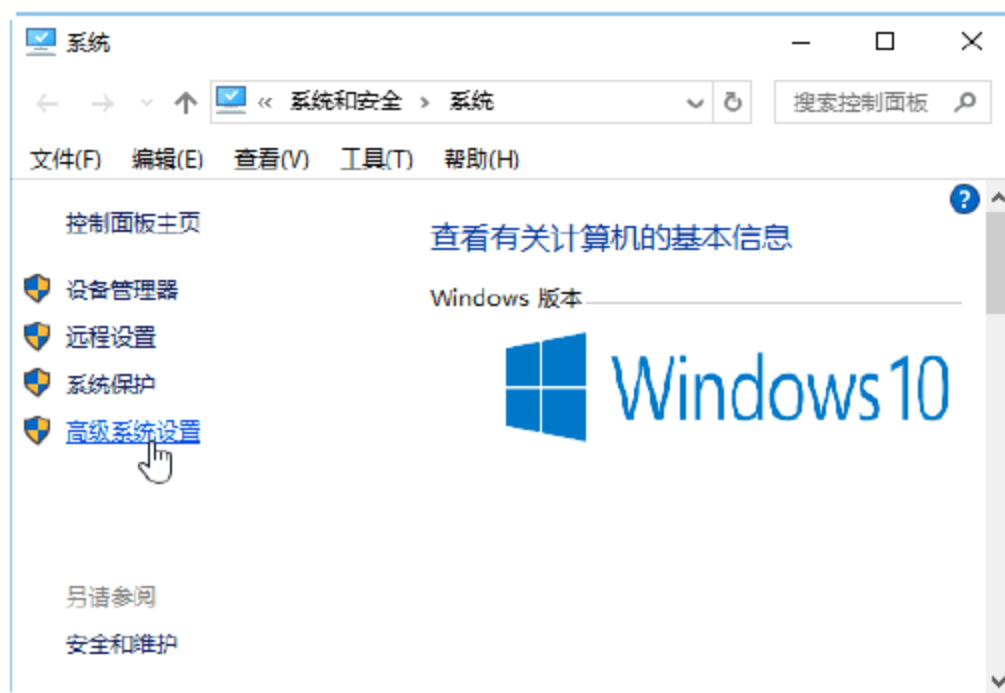 系统
« 系统和安全 › 系统
搜索控制面板
文件(F) 编辑(E) 查看(V) 工具(T) 帮助(H)
控制面板主页
设备管理器
远程设置
系统保护
高级系统设置
另请参阅
安全和维护
?
查看有关计算机的基本信息
Windows 版本
Windows10